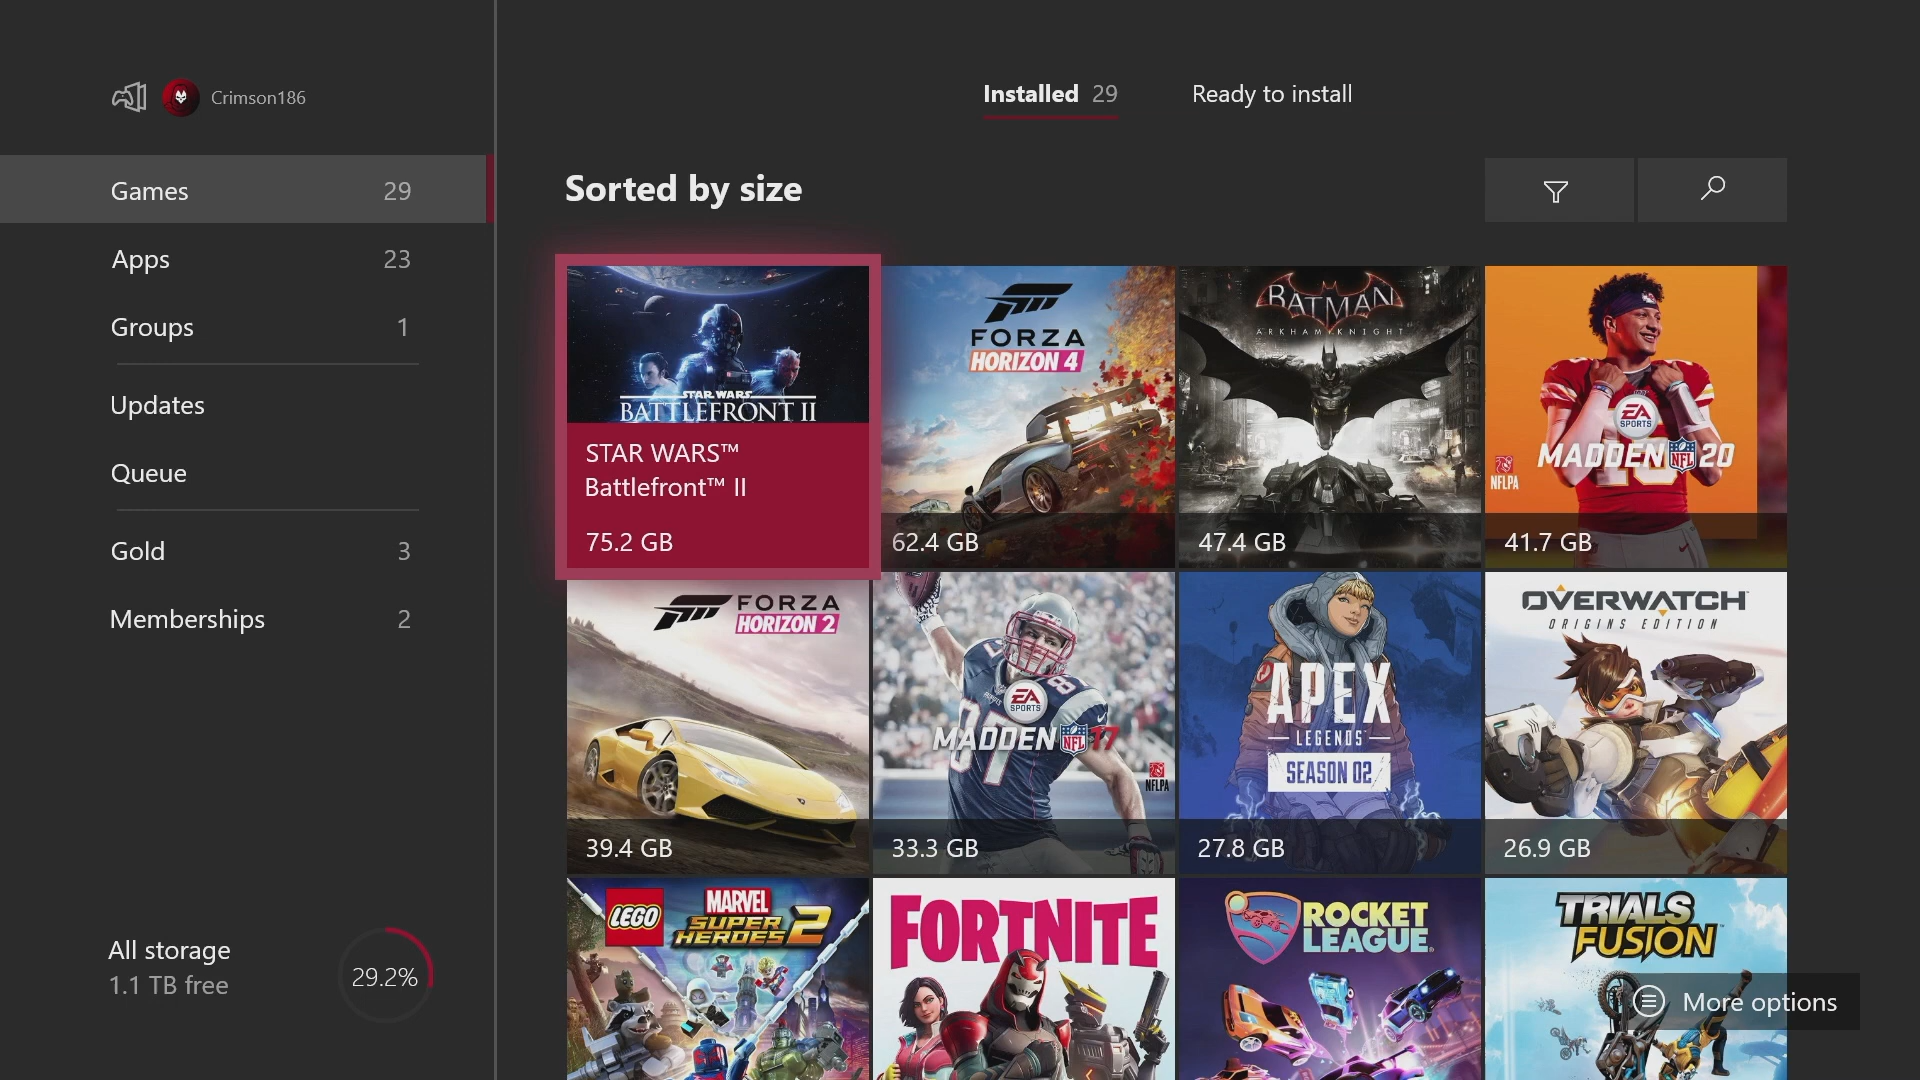 Crimson186
Installed 29
Ready to install
Games 29
Apps 23
Groups 1
Updates
Queue
Gold 3
Memberships 2
All storage
1.1 TB free
29.2%
Sorted by size
STAR WARS
BATTLEFRONT II
STAR WARS™
Battlefront™ II
75.2 GB
FORZA
HORIZON 4
62.4 GB
BATMAN
ARKHAM KNIGHT
47.4 GB
EA
SPORTS
MADDEN NFL 20
NFLPA
41.7 GB
FORZA
HORIZON 2
39.4 GB
87
EA
SPORTS
MADDEN NFL 17
NFLPA
33.3 GB
APEX
LEGENDS
SEASON 02
27.8 GB
OVERWATCH
ORIGINS EDITION
26.9 GB
LEGO
MARVEL
SUPER
HEROES 2
FORTNITE
ROCKET
LEAGUE
TRIALS
FUSION
More options